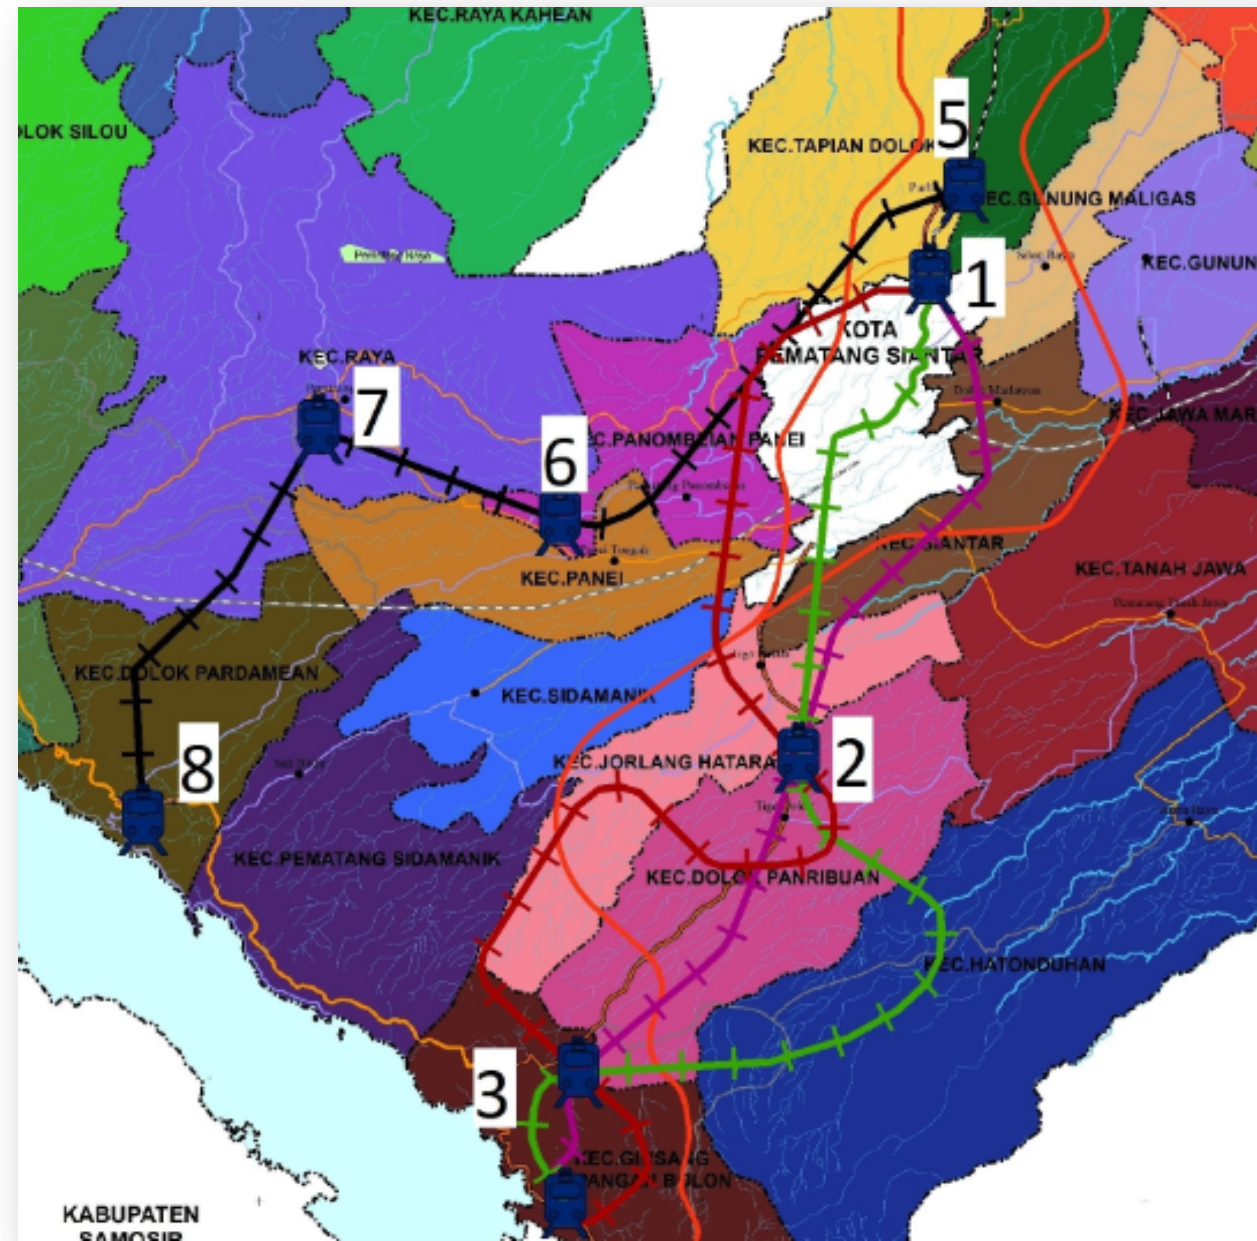 KEC.RAYA KAHEAN
OLOK SILOU
5
KEC.TAPIAN DOLOK
KEC.GUNUNG MALIGAS
KEC.GUNUN
1
KOTA
PEMATANG SIANTAR
KEC.RAYA
7
KEC.JAWA MAR
KEC.PANOMBEIAN PANEI
6
KEC.SIANTAR
KEC.PANEI
KEC.TANAH JAWA
KEC.DOLOK PARDAMEAN
KEC.SIDAMANIK
8
KEC.JORLANG HATARA
2
KEC.PEMATANG SIDAMANIK
KEC.DOLOK PANRIBUAN
KEC.HATONDUHAN
3
KEC.GIRSANG
SIPANGAN BOLON
KABUPATEN
SAMOSIR